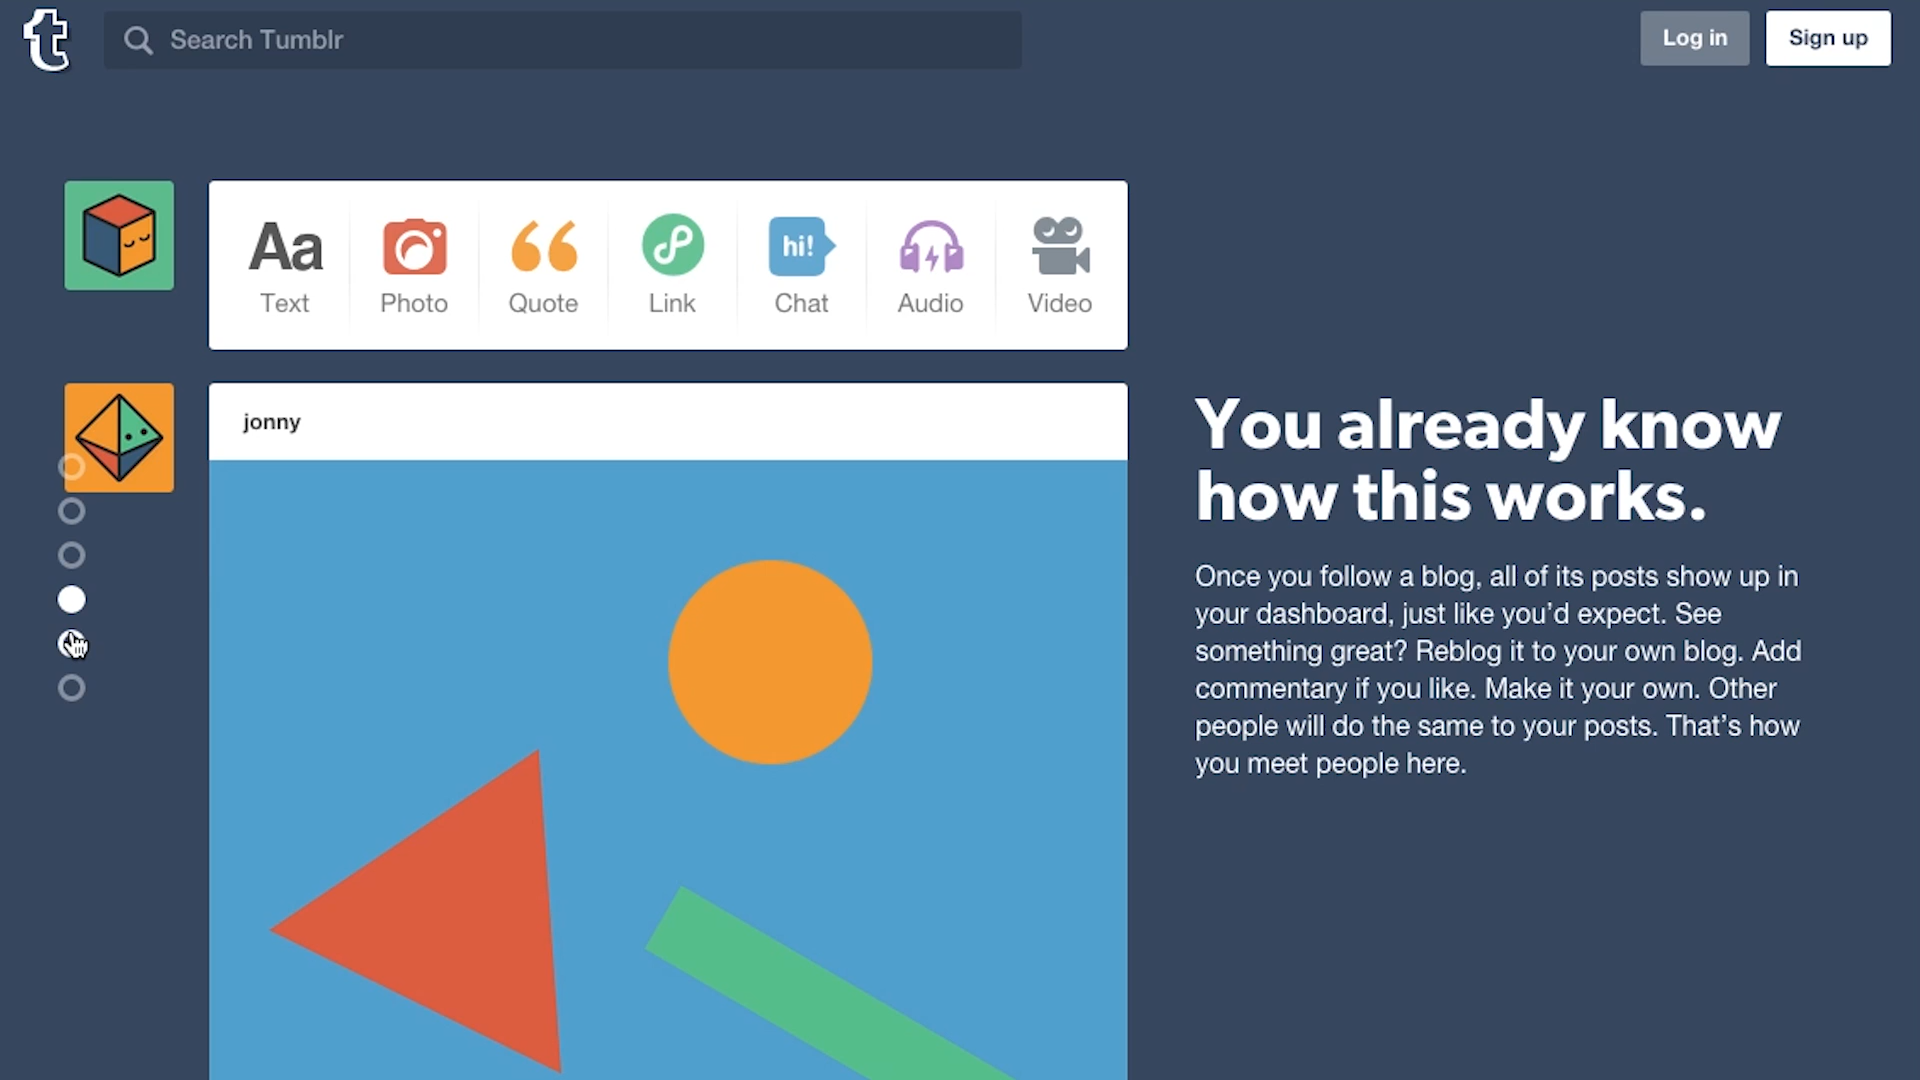 t
Search Tumblr
Log in
Sign up
Aa
hi!
Text
Photo
Quote
Link
Chat
Audio
Video
jonny
You already know
how this works.
Once you follow a blog, all of its posts show up in
your dashboard, just like you’d expect. See
something great? Reblog it to your own blog. Add
commentary if you like. Make it your own. Other
people will do the same to your posts. That’s how
you meet people here.